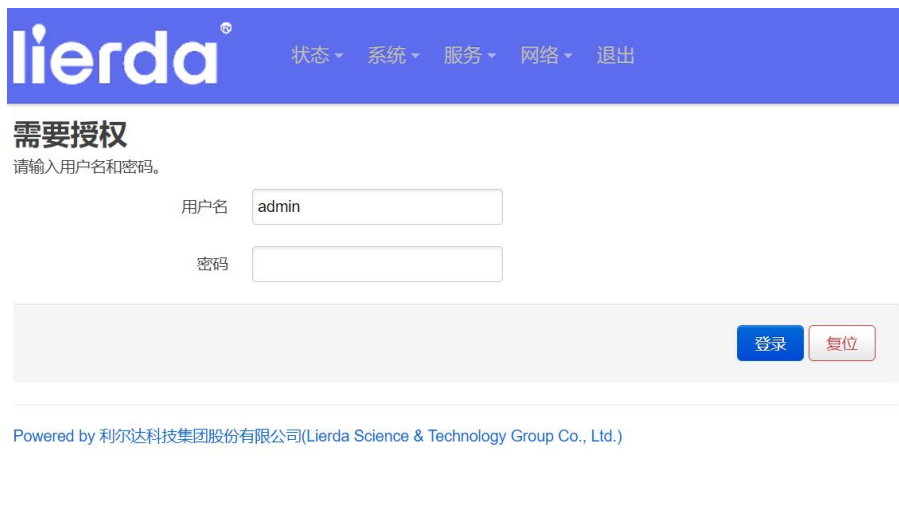 lierda®
状态 系统 服务 网络 退出
需要授权
请输入用户名和密码。
用户名 admin
密码
登录 复位
Powered by 利尔达科技集团股份有限公司(Lierda Science & Technology Group Co., Ltd.)